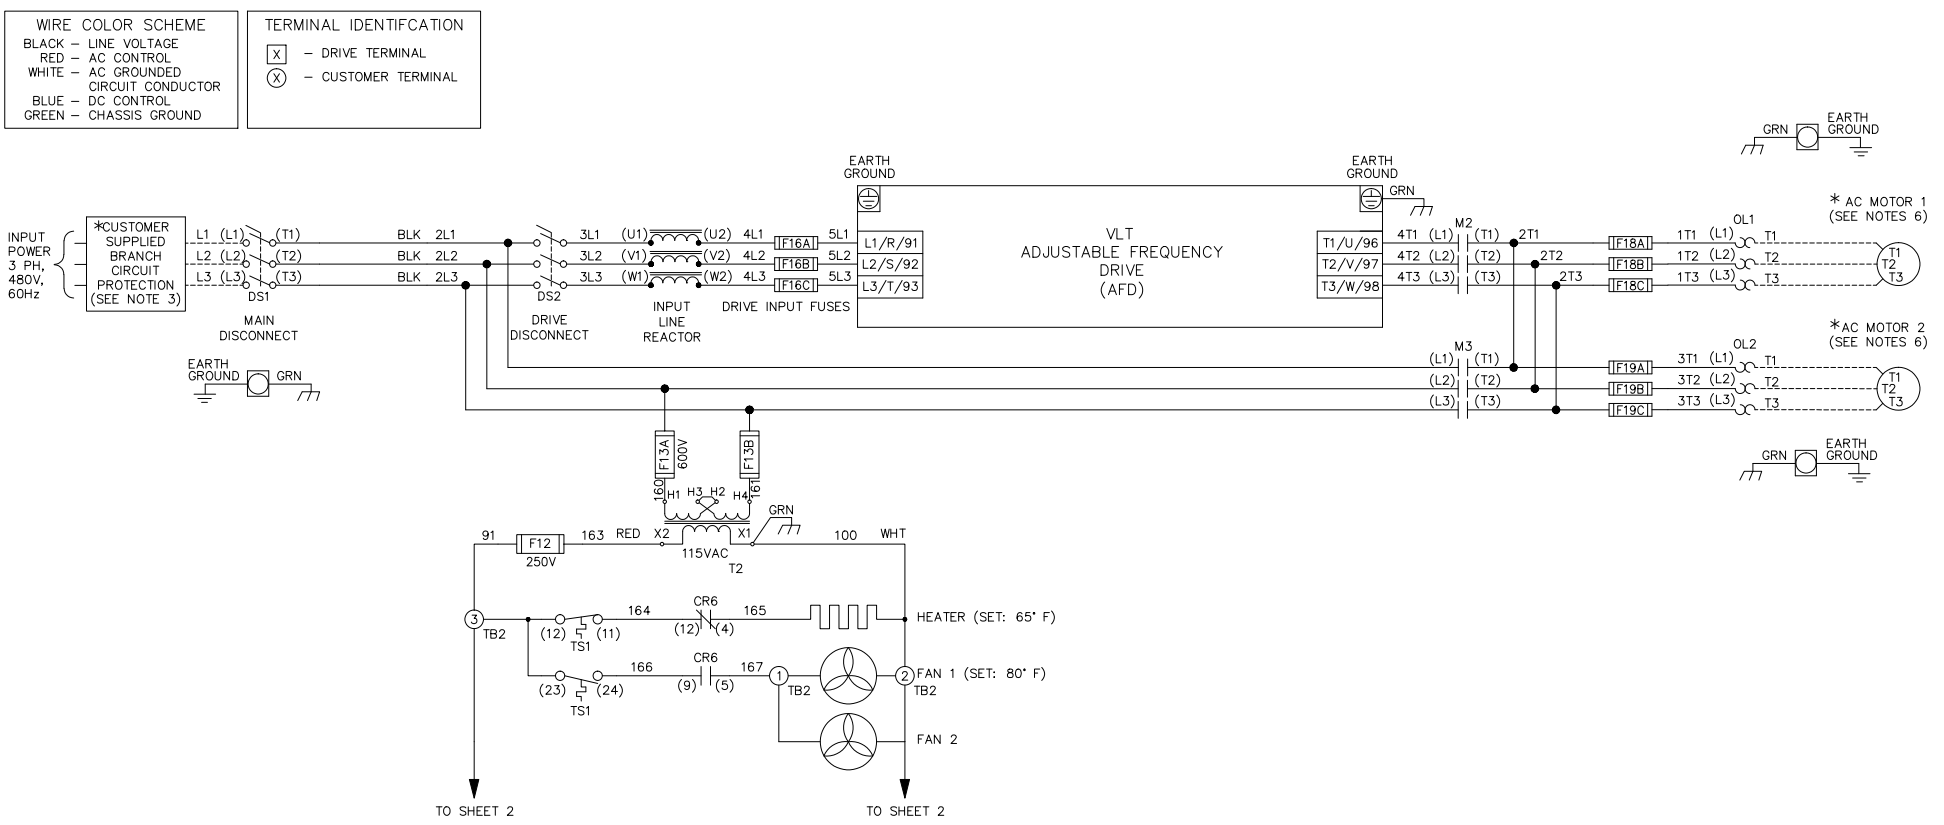 WIRE COLOR SCHEME
BLACK – LINE VOLTAGE
RED – AC CONTROL
WHITE – AC GROUNDED
CIRCUIT CONDUCTOR
BLUE – DC CONTROL
GREEN – CHASSIS GROUND
TERMINAL IDENTIFCATION
X – DRIVE TERMINAL
X – CUSTOMER TERMINAL
INPUT
POWER
3 PH,
480V,
60Hz
*CUSTOMER
SUPPLIED
BRANCH
CIRCUIT
PROTECTION
(SEE NOTE 3)
L1 (L1) (T1) BLK 2L1 3L1 (U1) (U2) 4L1 F16A 5L1 L1/R/91
L2 (L2) (T2) BLK 2L2 3L2 (V1) (V2) 4L2 F16B 5L2 L2/S/92
L3 (L3) (T3) BLK 2L3 3L3 (W1) (W2) 4L3 F16C 5L3 L3/T/93
DS1
MAIN
DISCONNECT
DS2
DRIVE
DISCONNECT
INPUT
LINE
REACTOR
DRIVE INPUT FUSES
EARTH
GROUND
GRN
EARTH
GROUND
VLT
ADJUSTABLE FREQUENCY
DRIVE
(AFD)
EARTH
GROUND
GRN
M2
T1/U/96 4T1 (L1) (T1) 2T1 F18A 1T1 (L1) T1
T2/V/97 4T2 (L2) (T2) 2T2 F18B 1T2 (L2) T2
T3/W/98 4T3 (L3) (T3) 2T3 F18C 1T3 (L3) T3
OL1
GRN
EARTH
GROUND
* AC MOTOR 1
(SEE NOTES 6)
T1
T2
T3
M3
(L1) (T1) F19A 3T1 (L1) T1
(L2) (T2) F19B 3T2 (L2) T2
(L3) (T3) F19C 3T3 (L3) T3
OL2
*AC MOTOR 2
(SEE NOTES 6)
T1
T2
T3
GRN
EARTH
GROUND
F13A
600V
F13B
160
161
H1 H3 H2 H4
GRN
91 F12 163 RED X2 X1 100 WHT
250V
115VAC
T2
3
TB2
164 CR6 165
(12) (11) (12) (4)
TS1
HEATER (SET: 65° F)
166 CR6 167
(23) (24) (9) (5)
TS1
1
TB2
2
TB2
FAN 1 (SET: 80° F)
FAN 2
TO SHEET 2
TO SHEET 2